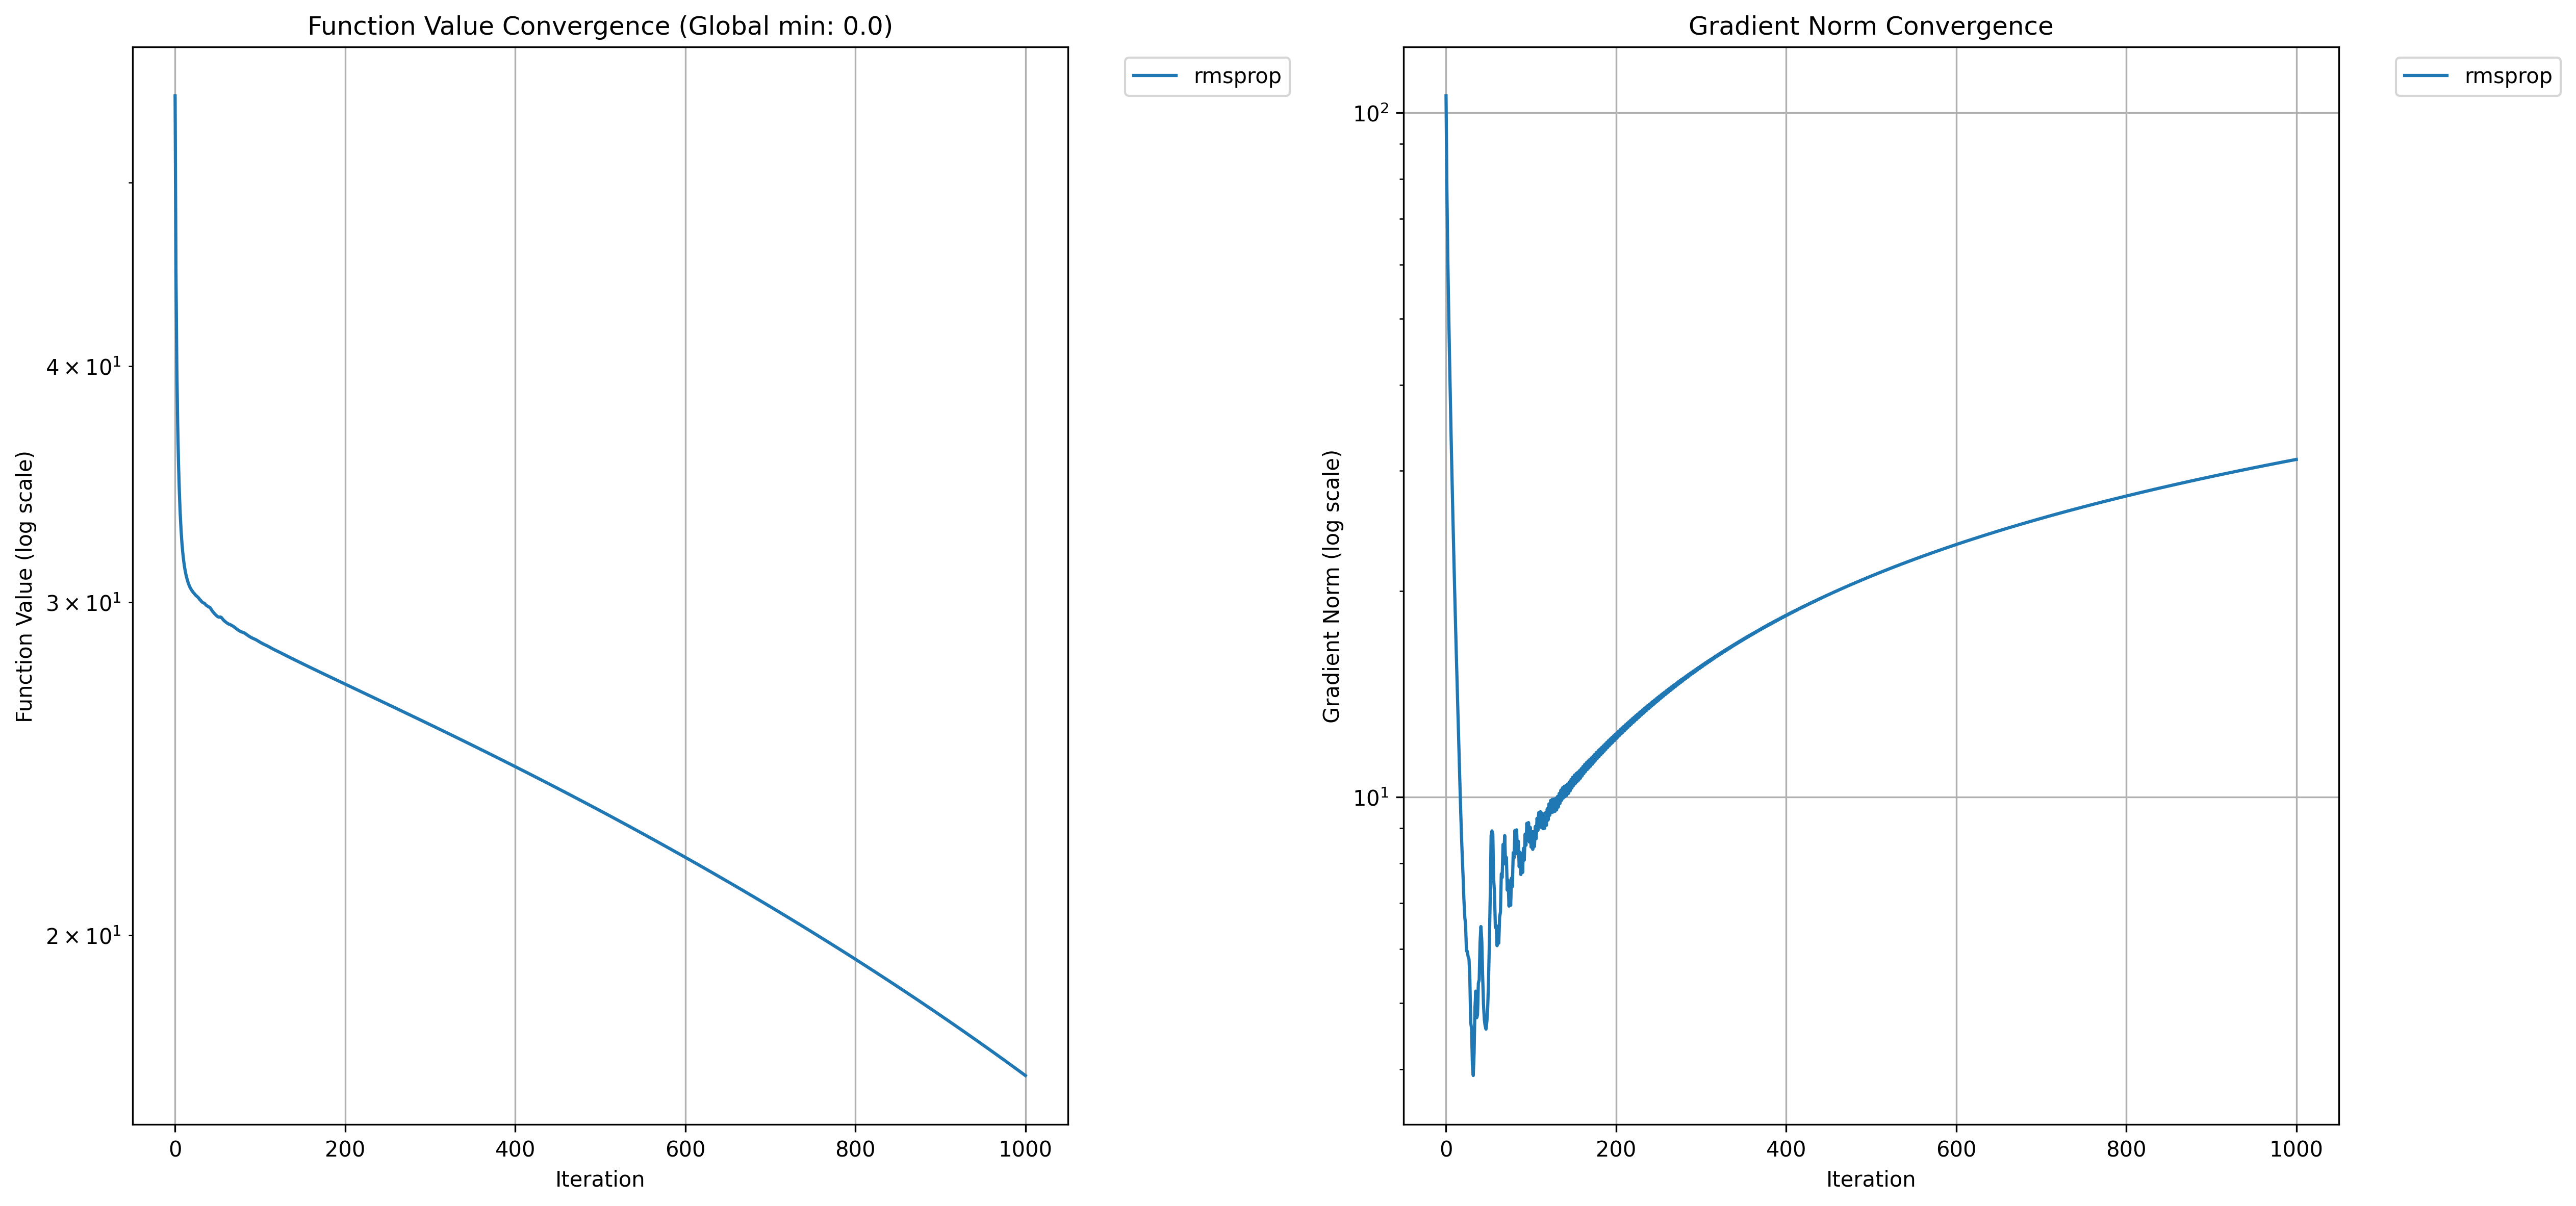 Function Value Convergence (Global min: 0.0)
rmsprop
Function Value (log scale)
4 × 10¹
3 × 10¹
2 × 10¹
0 200 400 600 800 1000
Iteration
Gradient Norm Convergence
rmsprop
Gradient Norm (log scale)
10²
10¹
0 200 400 600 800 1000
Iteration